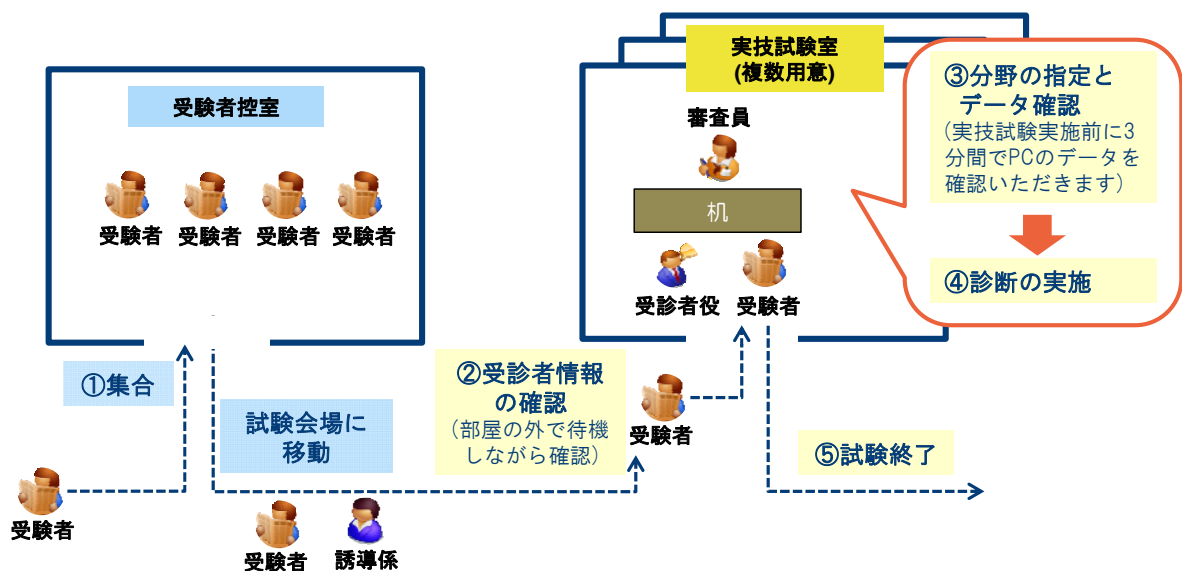 受験者控室
受験者
受験者
受験者
受験者
①集合
受験者
試験会場に
移動
受験者
誘導係
②受診者情報
の確認
(部屋の外で待機
しながら確認)
受験者
実技試験室
(複数用意)
審査員
机
受診者役
受験者
③分野の指定と
データ確認
(実技試験実施前に3
分間でPCのデータを
確認いただきます)
④診断の実施
⑤試験終了